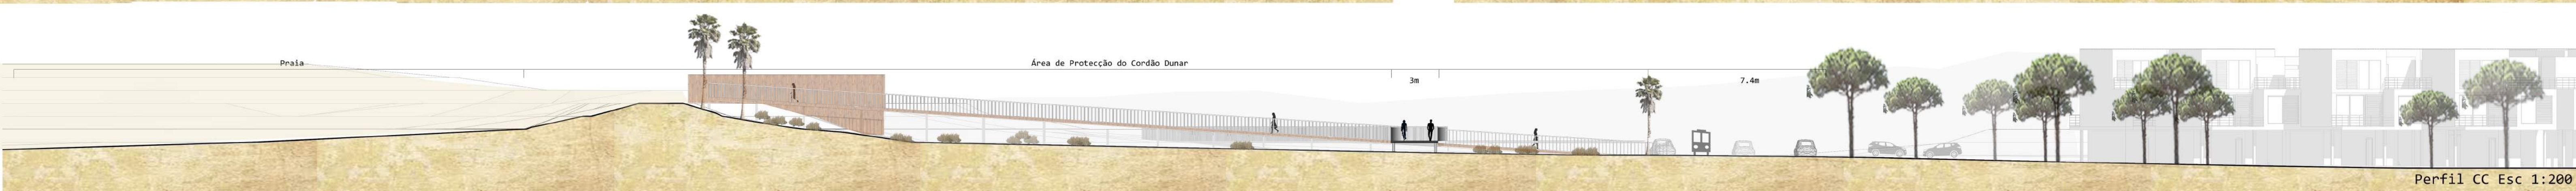 Praia
Área de Protecção do Cordão Dunar
3m
7.4m
Perfil CC Esc 1:200